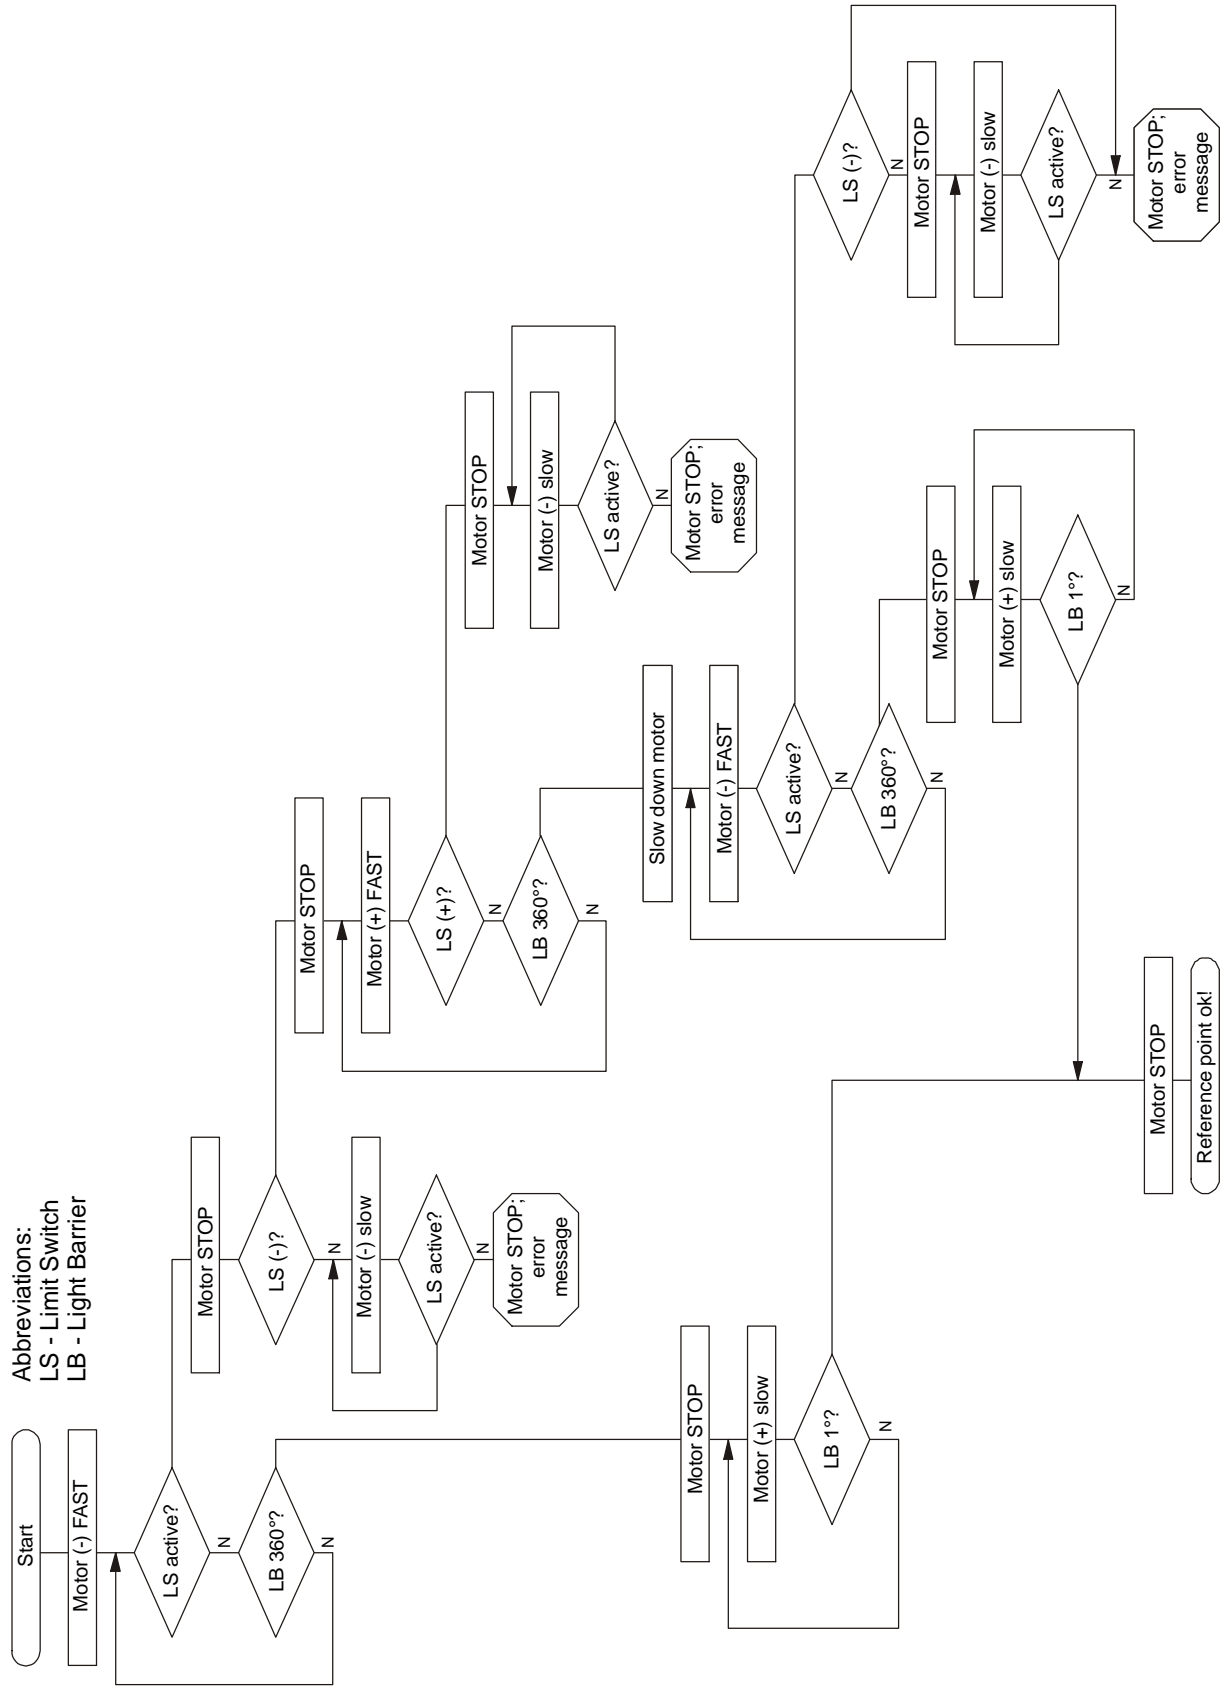 Abbreviations:
LS - Limit Switch
LB - Light Barrier
Start
Motor (-) FAST
LS active?
N
LB 360°?
N
Motor STOP
LS (-)?
N
Motor (-) slow
LS active?
N
Motor STOP;
error
message
Motor STOP
Motor (+) FAST
LS (+)?
N
LB 360°?
N
Motor STOP
Motor (-) slow
LS active?
N
Motor STOP;
error
message
Slow down motor
Motor (-) FAST
LS active?
N
LB 360°?
N
Motor STOP
Motor (+) slow
LB 1°?
N
Motor STOP
Motor (+) slow
LB 1°?
N
LS (-)?
N
Motor STOP
Motor (-) slow
LS active?
N
Motor STOP;
error
message
Motor STOP
Reference point ok!